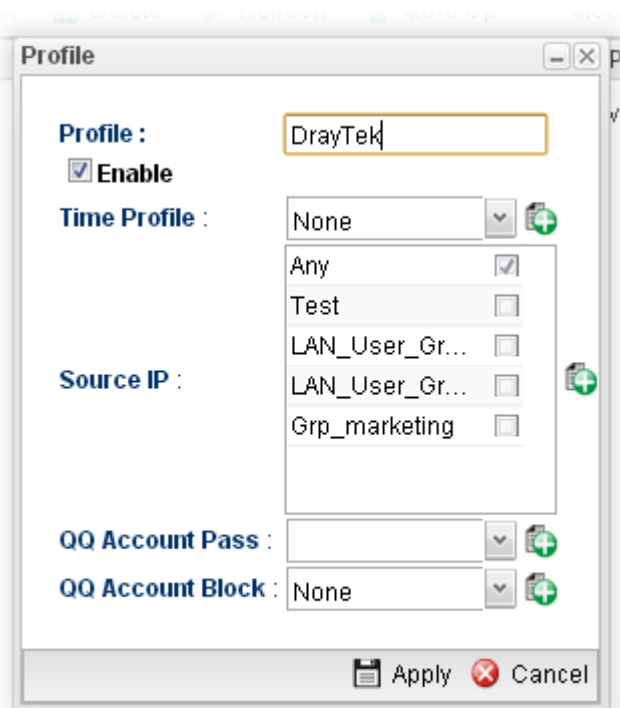 Profile
Profile :
DrayTek
Enable
Time Profile :
None
Any
Test
LAN_User_Gr...
Source IP :
LAN_User_Gr...
Grp_marketing
QQ Account Pass :
QQ Account Block :
None
Apply
Cancel